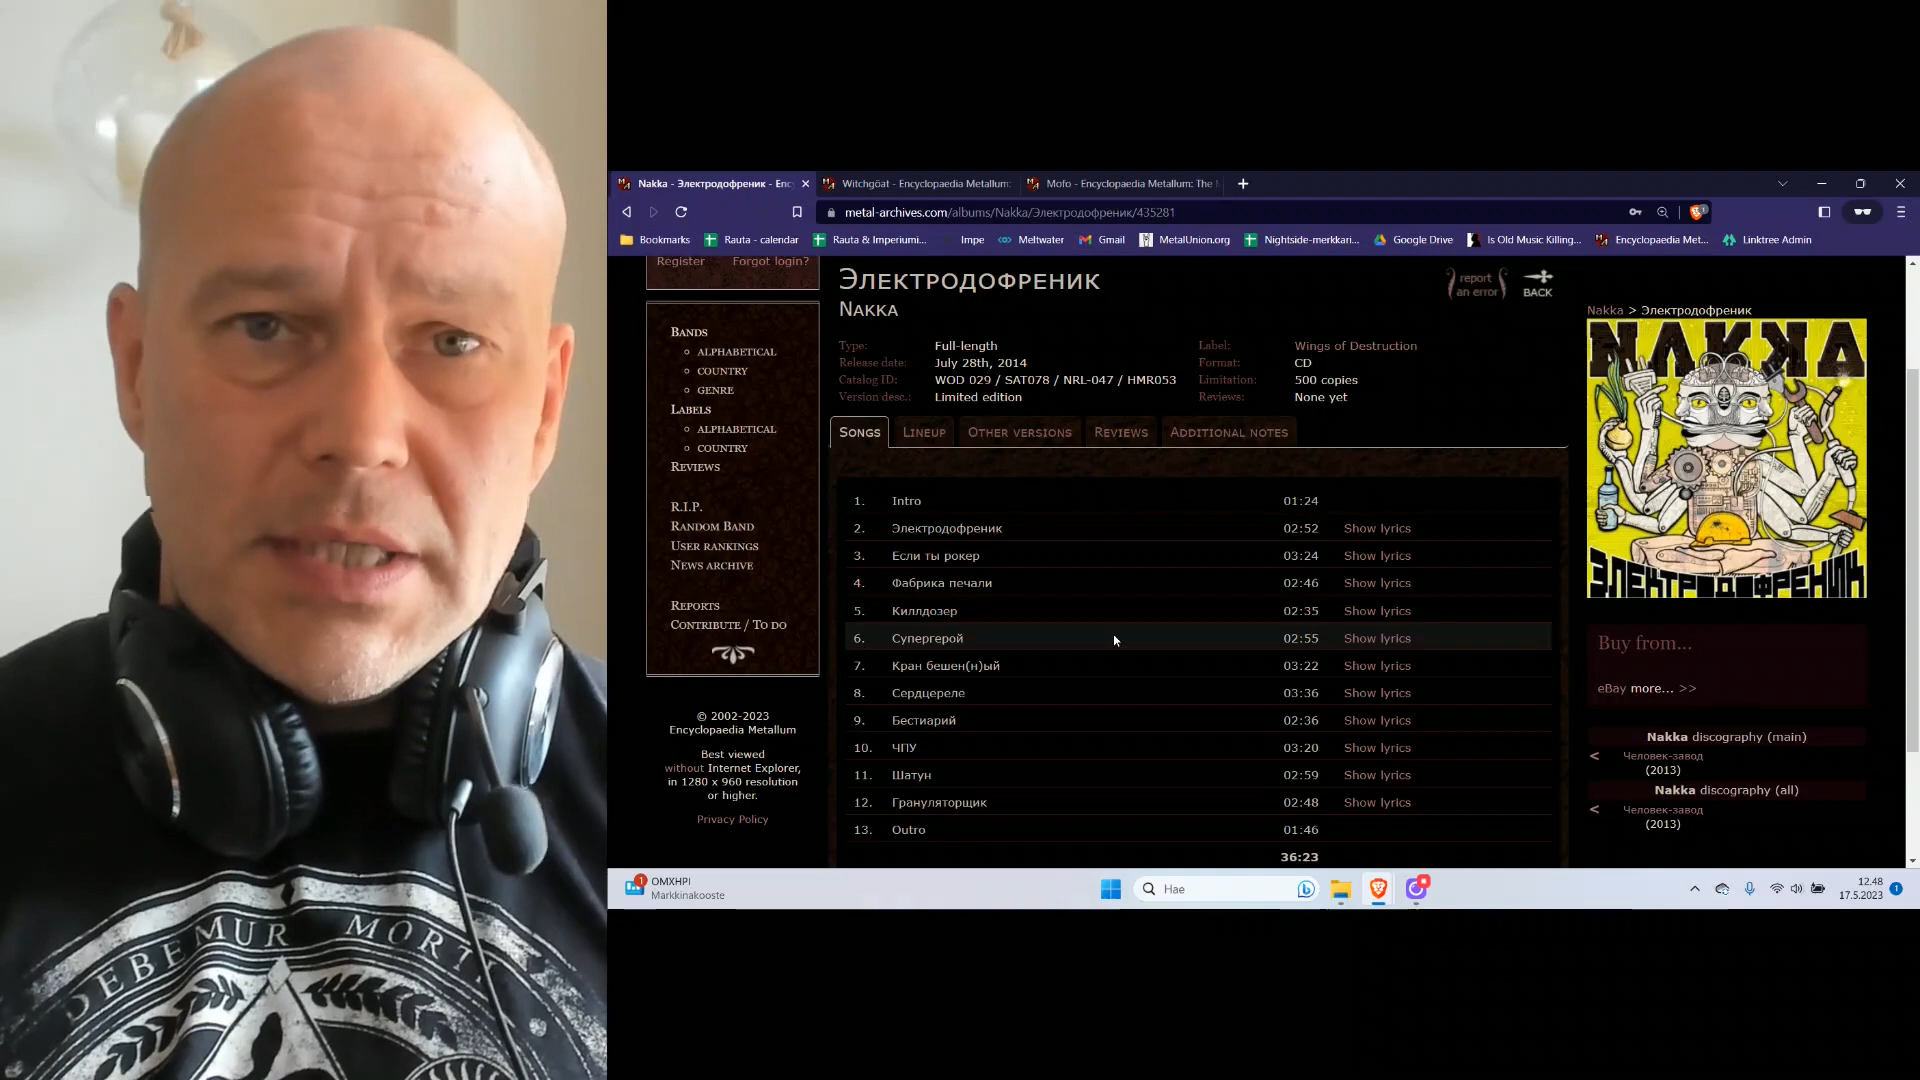 Nakka - Электродофреник - Enc
Witchgöat - Encyclopaedia Metallum:
Mofo - Encyclopaedia Metallum: The M
metal-archives.com/albums/Nakka/Электродофреник/435281
Bookmarks
Rauta - calendar
Rauta & Imperiumi...
Impe
Meltwater
Gmail
MetalUnion.org
Nightside-merkkari...
Google Drive
Is Old Music Killing...
Encyclopaedia Met...
Linktree Admin
Register Forgot login?
BANDS
ALPHABETICAL
COUNTRY
GENRE
LABELS
ALPHABETICAL
COUNTRY
REVIEWS
R.I.P.
RANDOM BAND
USER RANKINGS
NEWS ARCHIVE
REPORTS
CONTRIBUTE / TO DO
© 2002-2023
Encyclopaedia Metallum
Best viewed
without Internet Explorer,
in 1280 x 960 resolution
or higher.
Privacy Policy
ЭЛЕКТРОДОФРЕНИК
NAKKA
report
an error
BACK
Type: Full-length
Release date: July 28th, 2014
Catalog ID: WOD 029 / SAT078 / NRL-047 / HMR053
Version desc.: Limited edition
Label: Wings of Destruction
Format: CD
Limitation: 500 copies
Reviews: None yet
SONGS LINEUP OTHER VERSIONS REVIEWS ADDITIONAL NOTES
1. Intro 01:24
2. Электродофреник 02:52 Show lyrics
3. Если ты рокер 03:24 Show lyrics
4. Фабрика печали 02:46 Show lyrics
5. Киллдозер 02:35 Show lyrics
6. Супергерой 02:55 Show lyrics
7. Кран бешен(н)ый 03:22 Show lyrics
8. Сердцереле 03:36 Show lyrics
9. Бестиарий 02:36 Show lyrics
10. ЧПУ 03:20 Show lyrics
11. Шатун 02:59 Show lyrics
12. Грануляторщик 02:48 Show lyrics
13. Outro 01:46
36:23
Nakka > Электродофреник
NAKKA
ЭЛЕКТРОДОФРЕНИК
Buy from...
eBay more... >>
Nakka discography (main)
< Человек-завод
(2013)
Nakka discography (all)
< Человек-завод
(2013)
1
OMXHPI
Markkinakooste
Hae
12.48
17.5.2023
1
DEBEMUR MORTI